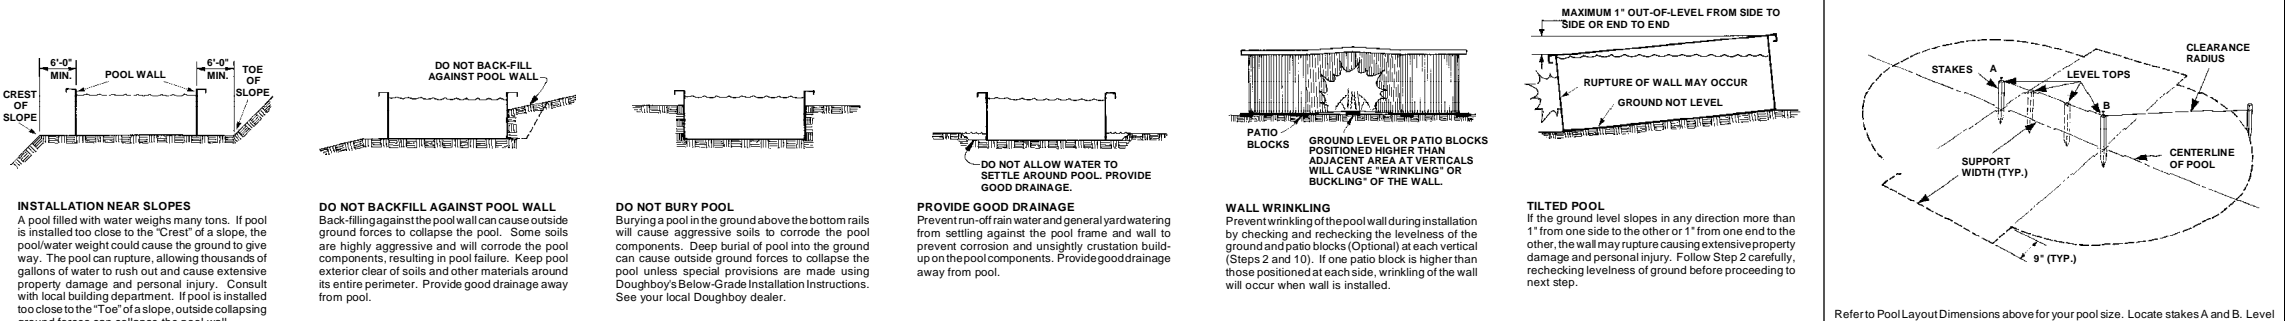 6'-0"
MIN.
POOL WALL
6'-0"
MIN.
TOE
OF
SLOPE
CREST
OF
SLOPE
INSTALLATION NEAR SLOPES
A pool filled with water weighs many tons. If pool
is installed too close to the “Crest” of a slope, the
pool/water weight could cause the ground to give
way. The pool can rupture, allowing thousands of
gallons of water to rush out and cause extensive
property damage and personal injury. Consult
with local building department. If pool is installed
too close to the “Toe” of a slope, outside collapsing
ground forces can collapse the pool wall.
DO NOT BACK-FILL
AGAINST POOL WALL
DO NOT BACKFILL AGAINST POOL WALL
Back-filling against the pool wall can cause outside
ground forces to collapse the pool. Some soils
are highly aggressive and will corrode the pool
components, resulting in pool failure. Keep pool
exterior clear of soils and other materials around
its entire perimeter. Provide good drainage away
from pool.
DO NOT BURY POOL
Burying a pool in the ground above the bottom rails
will cause aggressive soils to corrode the pool
components. Deep burial of pool into the ground
can cause outside ground forces to collapse the
pool unless special provisions are made using
Doughboy's Below-Grade Installation Instructions.
See your local Doughboy dealer.
DO NOT ALLOW WATER TO
SETTLE AROUND POOL. PROVIDE
GOOD DRAINAGE.
PROVIDE GOOD DRAINAGE
Prevent run-off rain water and general yard watering
from settling against the pool frame and wall to
prevent corrosion and unsightly crustation build-
up on the pool components. Provide good drainage
away from pool.
PATIO
BLOCKS
GROUND LEVEL OR PATIO BLOCKS
POSITIONED HIGHER THAN
ADJACENT AREA AT VERTICALS
WILL CAUSE "WRINKLING" OR
BUCKLING" OF THE WALL.
WALL WRINKLING
Prevent wrinkling of the pool wall during installation
by checking and rechecking the levelness of the
ground and patio blocks (Optional) at each vertical
(Steps 2 and 10). If one patio block is higher than
those positioned at each side, wrinkling of the wall
will occur when wall is installed.
MAXIMUM 1" OUT-OF-LEVEL FROM SIDE TO
SIDE OR END TO END
RUPTURE OF WALL MAY OCCUR
GROUND NOT LEVEL
TILTED POOL
If the ground level slopes in any direction more than
1" from one side to the other or 1" from one end to the
other, the wall may rupture causing extensive property
damage and personal injury. Follow Step 2 carefully,
rechecking levelness of ground before proceeding to
next step.
CLEARANCE
RADIUS
STAKES
A
LEVEL TOPS
B
SUPPORT
WIDTH (TYP.)
CENTERLINE
OF POOL
9" (TYP.)
Refer to Pool Layout Dimensions above for your pool size. Locate stakes A and B. Level